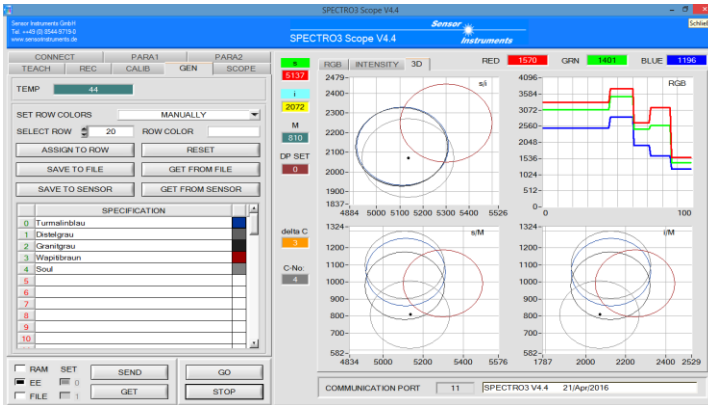 SPECTRO3 Scope V4.4
Sensor Instruments GmbH
Tel. ++49 (0) 8544-9719-0
www.sensorinstruments.de
SPECTRO3 Scope V4.4
Sensor
Instruments
Schließ
CONNECT PARA1 PARA2
TEACH REC CALIB GEN SCOPE
TEMP 44
SET ROW COLORS MANUALLY
SELECT ROW 20 ROW COLOR
ASSIGN TO ROW RESET
SAVE TO FILE GET FROM FILE
SAVE TO SENSOR GET FROM SENSOR
SPECIFICATION
0 Turmalinblau
1 Distelgrau
2 Granitgrau
3 Wapitibraun
4 Soul
5
6
7
8
9
10
RAM SET SEND GO
EE 0
FILE 1 GET STOP
s
5137
i
2072
M
810
DP SET
0
delta C
3
C-No:
4
RGB INTENSITY 3D RED 1570 GRN 1401 BLUE 1196
s/i
2479-
2400-
2300-
2200-
2100-
2000-
1900-
1837-
4884 5000 5100 5200 5300 5400 5526
RGB
4096-
3584-
3072-
2560-
2048-
1536-
1024-
512-
0-
0 100
s/M
1324-
1200-
1100-
1000-
900-
800-
700-
582-
4834 5000 5200 5400 5576
i/M
1324-
1200-
1100-
1000-
900-
800-
700-
582-
1787 2000 2200 2400 2529
COMMUNICATION PORT 11 SPECTRO3 V4.4 21/Apr/2016